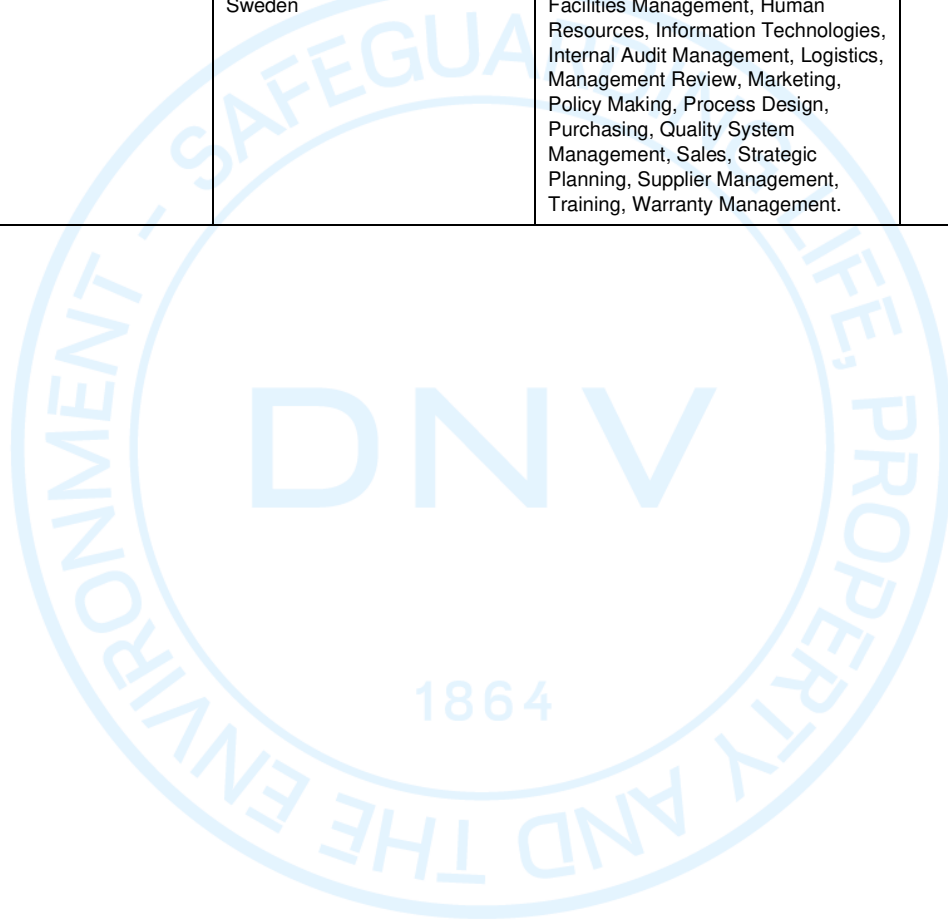 Sweden
Facilities Management, Human
Resources, Information Technologies,
Internal Audit Management, Logistics,
Management Review, Marketing,
Policy Making, Process Design,
Purchasing, Quality System
Management, Sales, Strategic
Planning, Supplier Management,
Training, Warranty Management.
SAFEGUARDING LIFE, PROPERTY AND THE ENVIRONMENT –
DNV
1864